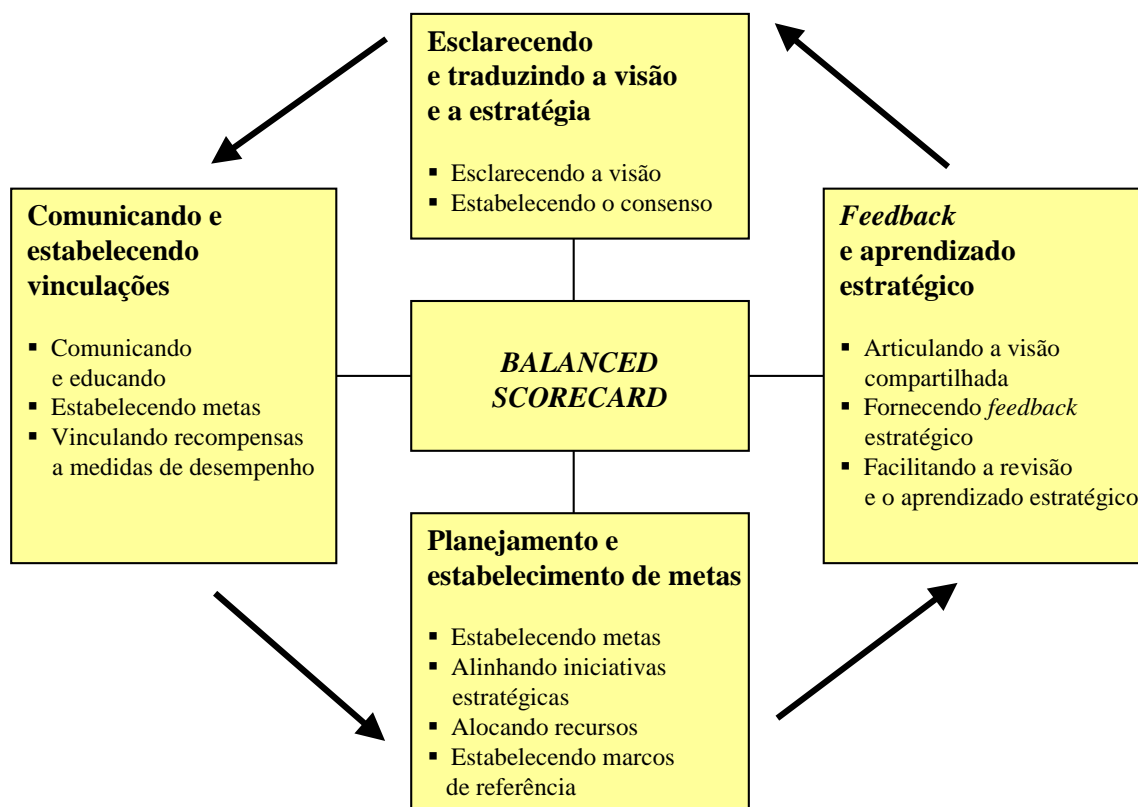 Esclarecendo
e traduzindo a visão
e a estratégia
▪ Esclarecendo a visão
▪ Estabelecendo o consenso
Comunicando e
estabelecendo
vinculações
▪ Comunicando
e educando
▪ Estabelecendo metas
▪ Vinculando recompensas
a medidas de desempenho
BALANCED
SCORECARD
Feedback
e aprendizado
estratégico
▪ Articulando a visão
compartilhada
▪ Fornecendo feedback
estratégico
▪ Facilitando a revisão
e o aprendizado estratégico
Planejamento e
estabelecimento de metas
▪ Estabelecendo metas
▪ Alinhando iniciativas
estratégicas
▪ Alocando recursos
▪ Estabelecendo marcos
de referência